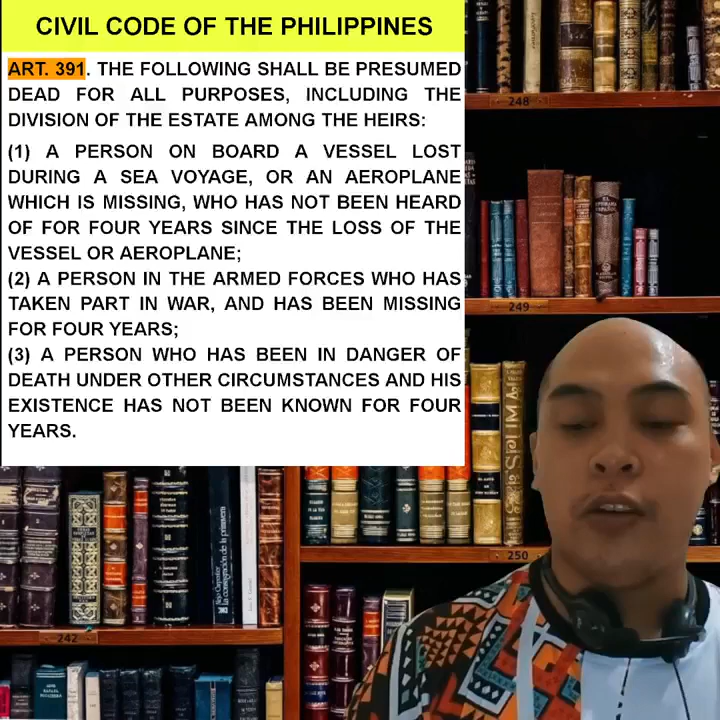 CIVIL CODE OF THE PHILIPPINES
ART. 391. THE FOLLOWING SHALL BE PRESUMED
DEAD FOR ALL PURPOSES, INCLUDING THE
DIVISION OF THE ESTATE AMONG THE HEIRS:
(1) A PERSON ON BOARD A VESSEL LOST
DURING A SEA VOYAGE, OR AN AEROPLANE
WHICH IS MISSING, WHO HAS NOT BEEN HEARD
OF FOR FOUR YEARS SINCE THE LOSS OF THE
VESSEL OR AEROPLANE;
(2) A PERSON IN THE ARMED FORCES WHO HAS
TAKEN PART IN WAR, AND HAS BEEN MISSING
FOR FOUR YEARS;
(3) A PERSON WHO HAS BEEN IN DANGER OF
DEATH UNDER OTHER CIRCUMSTANCES AND HIS
EXISTENCE HAS NOT BEEN KNOWN FOR FOUR
YEARS.
248
249
250
242